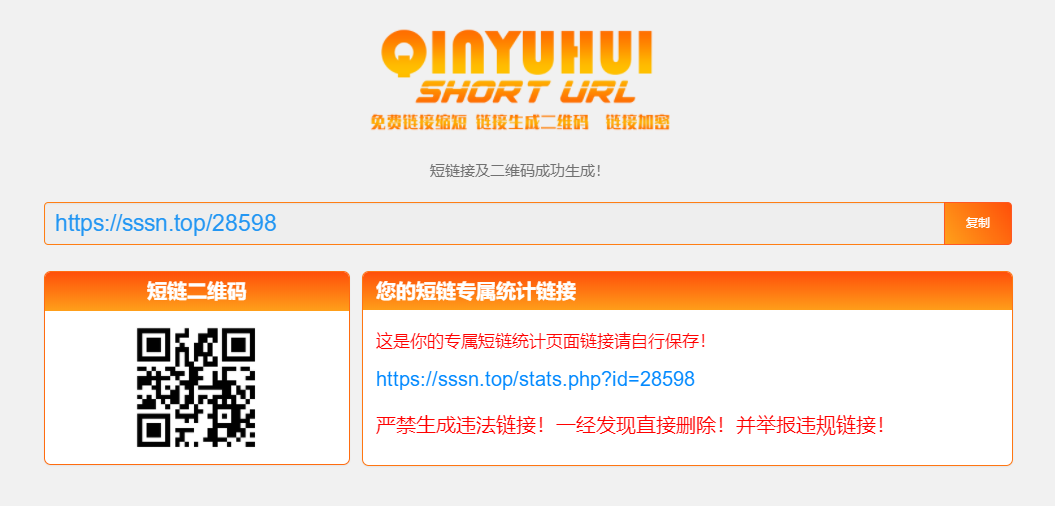 QINYUHUI
SHORT URL
免费链接缩短 链接生成二维码 链接加密
短链接及二维码成功生成！
https://sssn.top/28598
复制
短链二维码
您的短链专属统计链接
这是你的专属短链统计页面链接请自行保存！
https://sssn.top/stats.php?id=28598
严禁生成违法链接！一经发现直接删除！并举报违规链接！